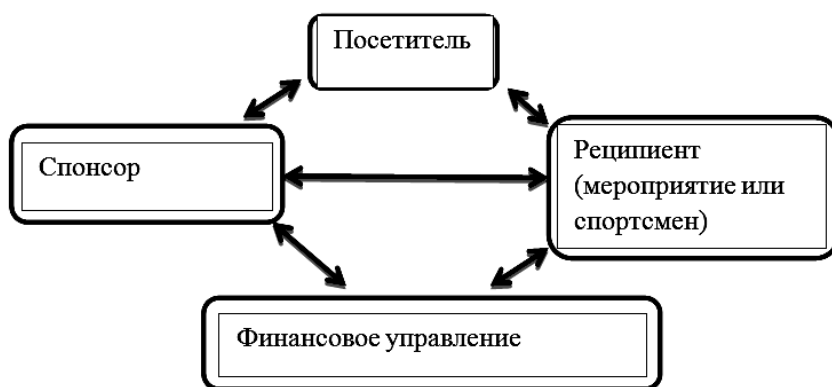 Посетитель
Спонсор
Реципиент
(мероприятие или
спортсмен)
Финансовое управление